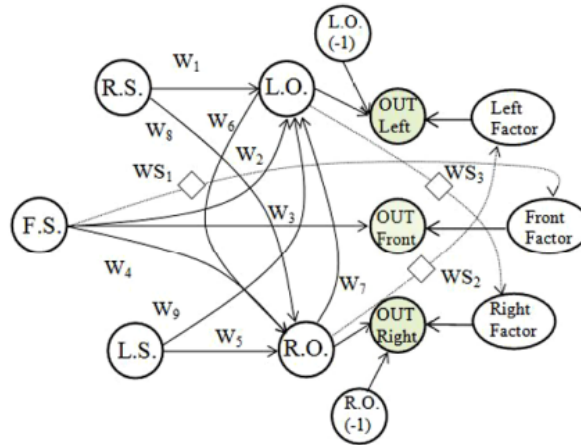 L.O.
(-1)
R.S.
W1
L.O.
OUT
Left
Left
Factor
W8
W6
W2
WS1
WS3
F.S.
W3
OUT
Front
Front
Factor
W4
W7
WS2
W9
L.S.
W5
R.O.
OUT
Right
Right
Factor
R.O.
(-1)